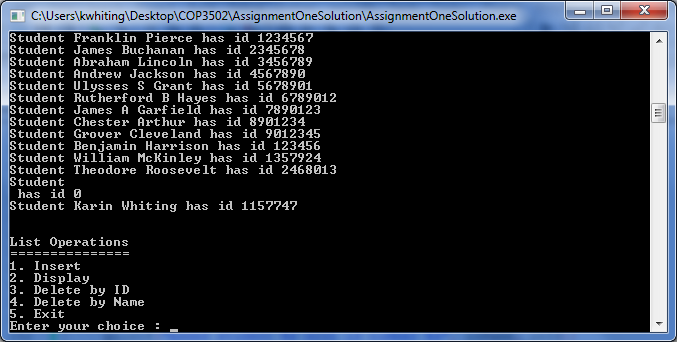 C:\Users\kwhiting\Desktop\COP3502\AssignmentOneSolution\AssignmentOneSolution.exe
Student Franklin Pierce has id 1234567
Student James Buchanan has id 2345678
Student Abraham Lincoln has id 3456789
Student Andrew Jackson has id 4567890
Student Ulysses S Grant has id 5678901
Student Rutherford B Hayes has id 6789012
Student James A Garfield has id 7890123
Student Chester Arthur has id 8901234
Student Grover Cleveland has id 9012345
Student Benjamin Harrison has id 123456
Student William McKinley has id 1357924
Student Theodore Roosevelt has id 2468013
Student
 has id 0
Student Karin Whiting has id 1157747
List Operations
===============
1. Insert
2. Display
3. Delete by ID
4. Delete by Name
5. Exit
Enter your choice : _